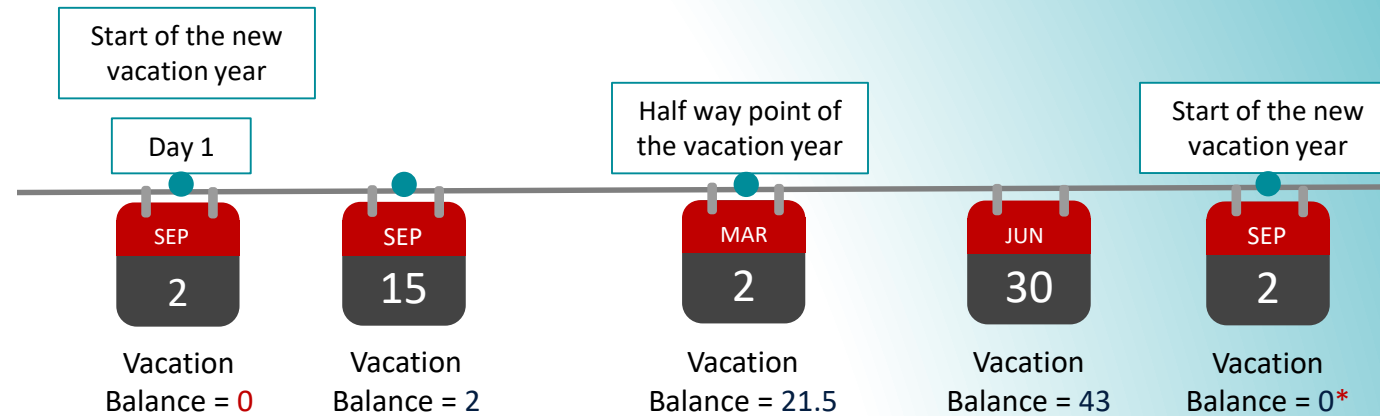 Start of the new
vacation year
Day 1
Half way point of
the vacation year
Start of the new
vacation year
SEP
2
SEP
15
MAR
2
JUN
30
SEP
2
Vacation
Balance = 0
Vacation
Balance = 2
Vacation
Balance = 21.5
Vacation
Balance = 43
Vacation
Balance = 0*